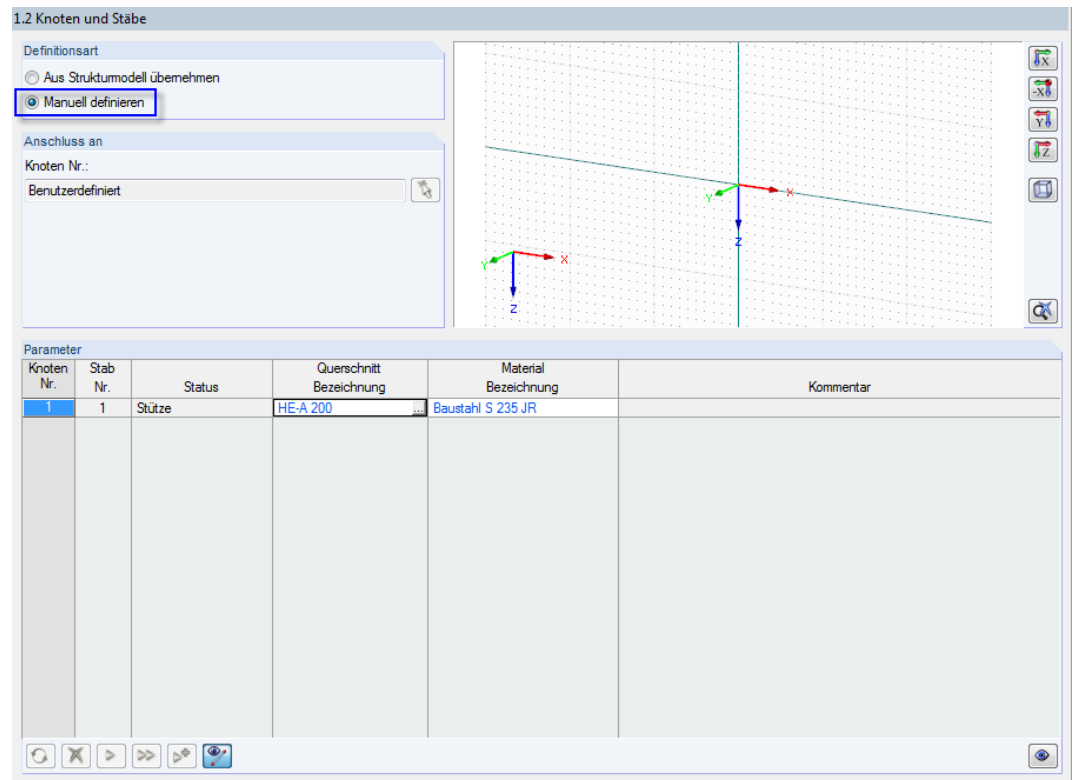 1.2 Knoten und Stäbe
Definitionsart
Aus Strukturmodell übernehmen
Manuell definieren
Anschluss an
Knoten Nr.:
Benutzerdefiniert
X
Y
Z
X
Y
Z
X
-X
Y
Z
Parameter
Knoten Nr.
Stab Nr.
Status
Querschnitt Bezeichnung
Material Bezeichnung
Kommentar
1 1 Stütze HE-A 200 ... Baustahl S 235 JR